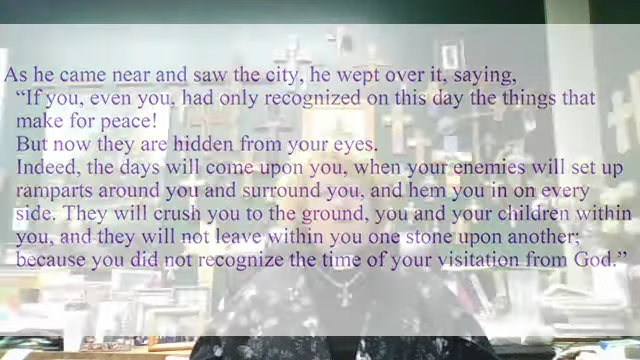 As he came near and saw the city, he wept over it, saying,
“If you, even you, had only recognized on this day the things that
make for peace!
But now they are hidden from your eyes.
Indeed, the days will come upon you, when your enemies will set up
ramparts around you and surround you, and hem you in on every
side. They will crush you to the ground, you and your children within
you, and they will not leave within you one stone upon another;
because you did not recognize the time of your visitation from God.”